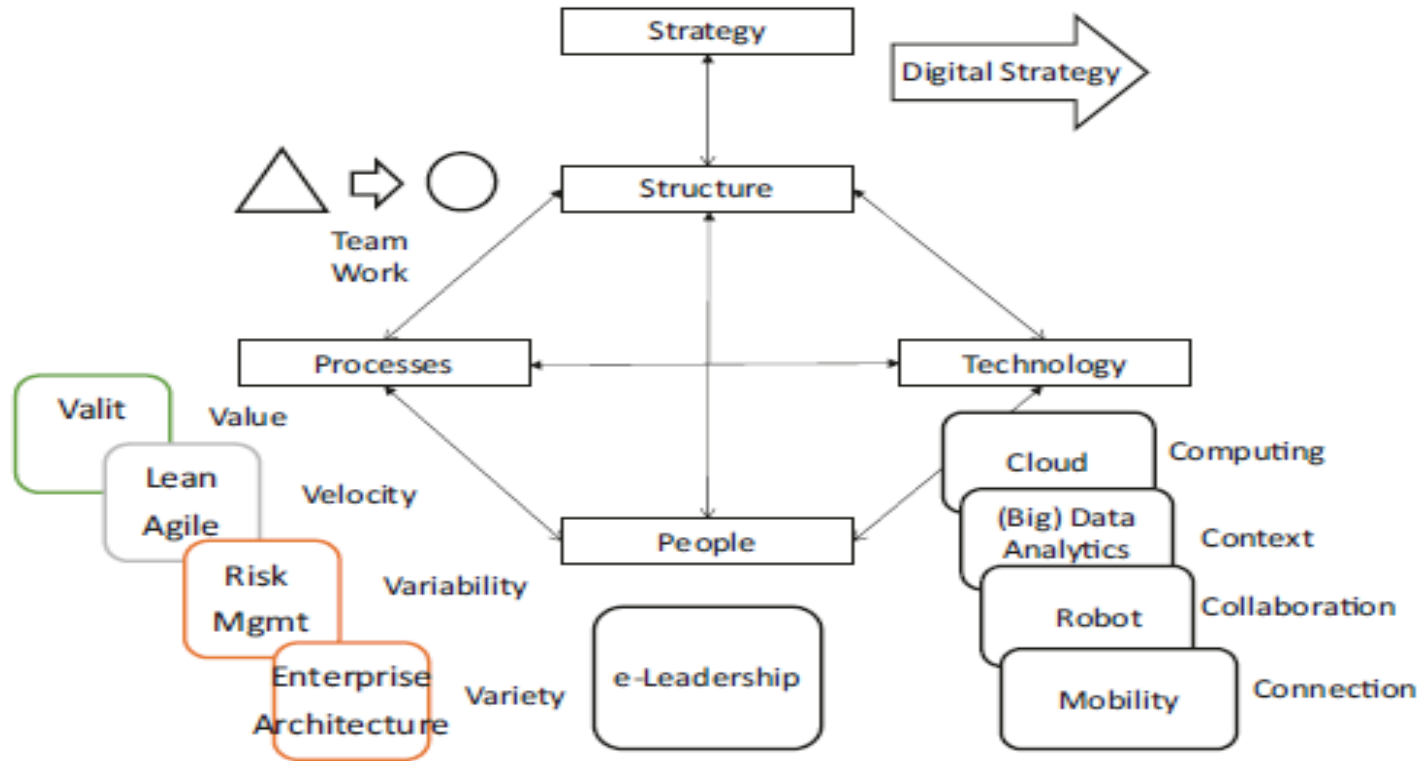 Strategy
Digital Strategy
Structure
Team
Work
Processes
Technology
Valit
Value
Lean
Agile
Velocity
Risk
Mgmt
Variability
Enterprise
Architecture
Variety
People
e-Leadership
Cloud
Computing
(Big) Data
Analytics
Context
Robot
Collaboration
Mobility
Connection